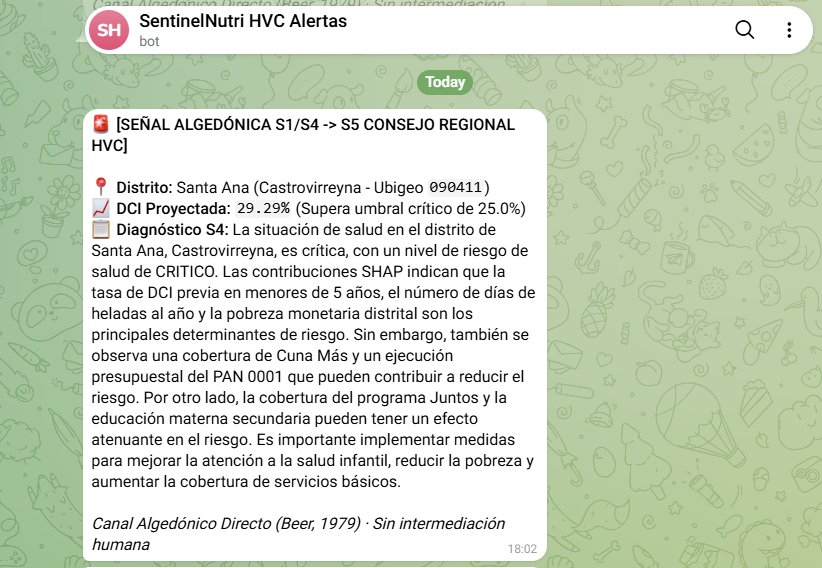 Canal Algedónico Directo (Beer, 1979) · Sin intermediación
SH
SentinelNutri HVC Alertas
bot
Today
[SEÑAL ALGEDÓNICA S1/S4 -> S5 CONSEJO REGIONAL
HVC]
Distrito: Santa Ana (Castrovirreyna - Ubigeo 090411)
DCI Proyectada: 29.29% (Supera umbral crítico de 25.0%)
Diagnóstico S4: La situación de salud en el distrito de
Santa Ana, Castrovirreyna, es crítica, con un nivel de riesgo de
salud de CRITICO. Las contribuciones SHAP indican que la
tasa de DCI previa en menores de 5 años, el número de días de
heladas al año y la pobreza monetaria distrital son los
principales determinantes de riesgo. Sin embargo, también se
observa una cobertura de Cuna Más y un ejecución
presupuestal del PAN 0001 que pueden contribuir a reducir el
riesgo. Por otro lado, la cobertura del programa Juntos y la
educación materna secundaria pueden tener un efecto
atenuante en el riesgo. Es importante implementar medidas
para mejorar la atención a la salud infantil, reducir la pobreza y
aumentar la cobertura de servicios básicos.
Canal Algedónico Directo (Beer, 1979) · Sin intermediación
humana
18:02